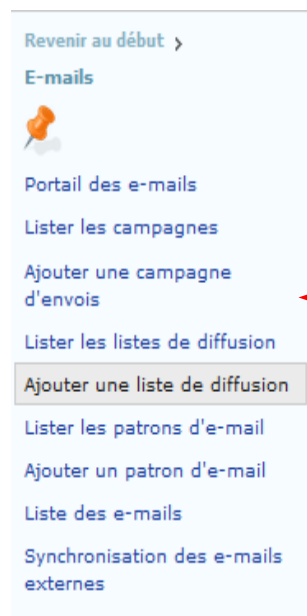 Revenir au début >
E-mails
Portail des e-mails
Lister les campagnes
Ajouter une campagne
d'envois
Lister les listes de diffusion
Ajouter une liste de diffusion
Lister les patrons d'e-mail
Ajouter un patron d'e-mail
Liste des e-mails
Synchronisation des e-mails
externes